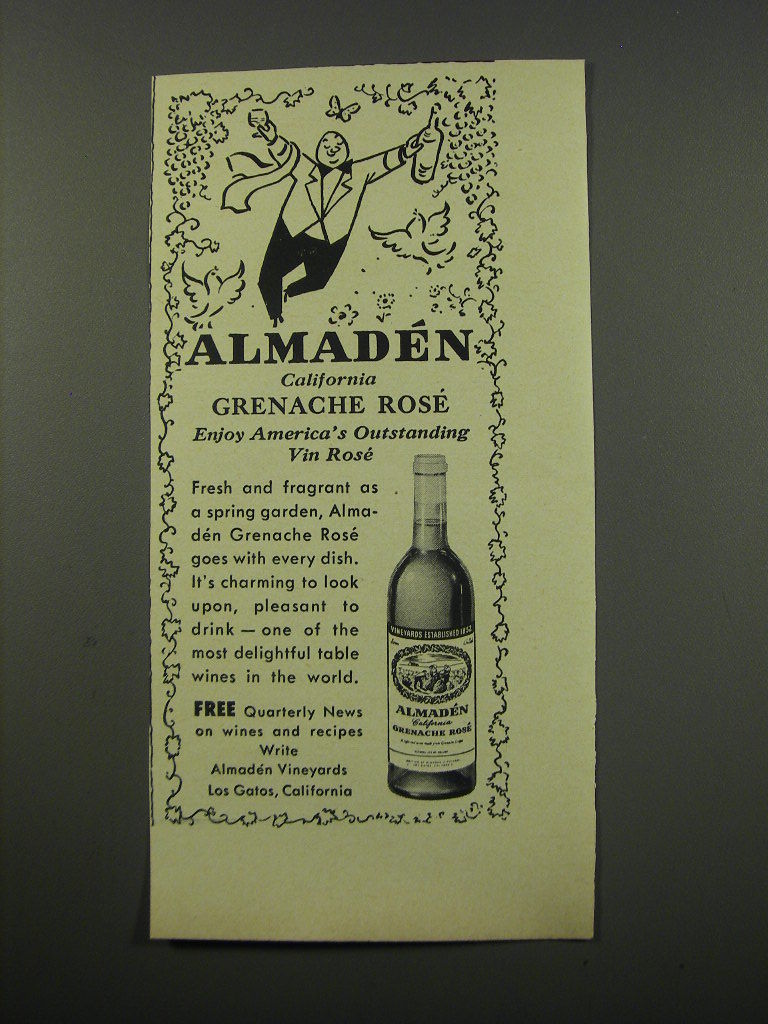 ALMADÉN
California
GRENACHE ROSÉ
Enjoy America's Outstanding
Vin Rosé
Fresh and fragrant as
a spring garden, Alma-
dén Grenache Rosé
goes with every dish.
It's charming to look
upon, pleasant to
drink — one of the
most delightful table
wines in the world.
FREE Quarterly News
on wines and recipes
Write
Almadén Vineyards
Los Gatos, California
VINEYARDS ESTABLISHED 1852
ALMADÉN
California
GRENACHE ROSÉ